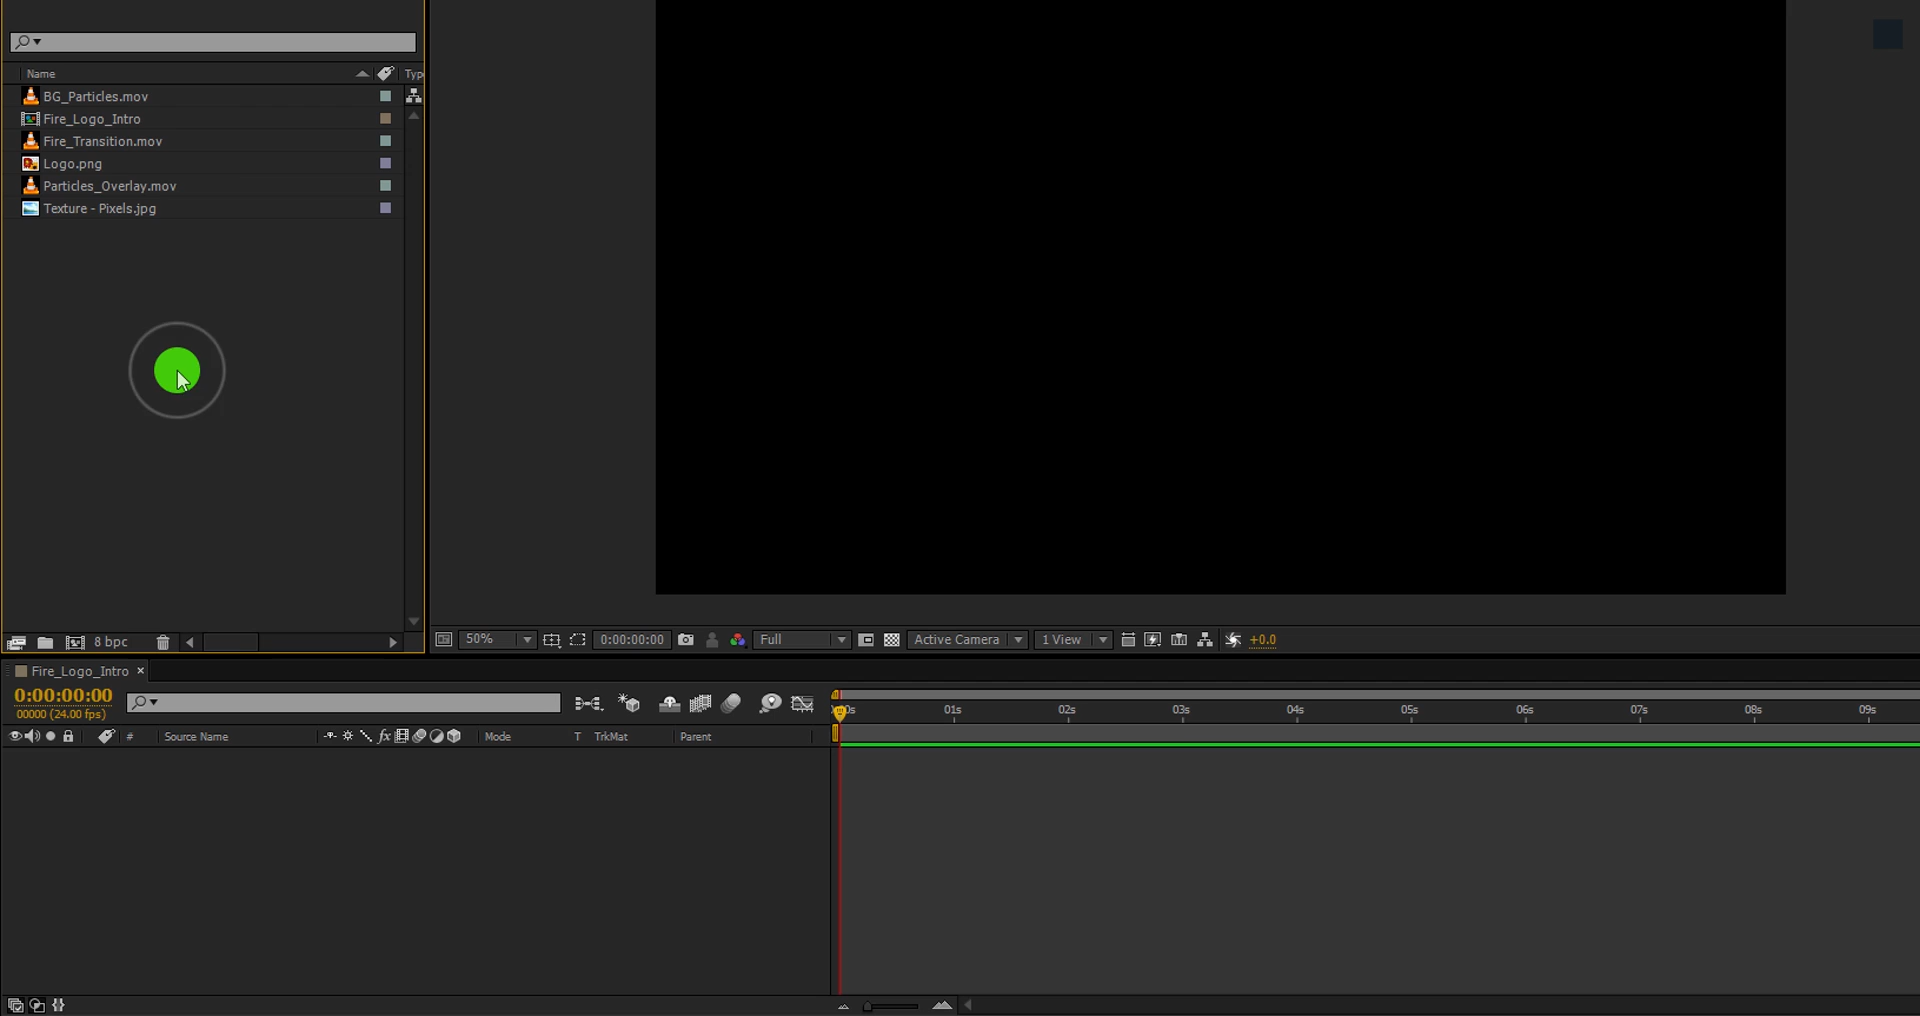 Name
Typ
BG_Particles.mov
Fire_Logo_Intro
Fire_Transition.mov
Logo.png
Particles_Overlay.mov
Texture - Pixels.jpg
8 bpc
50%
0:00:00:00
Full
Active Camera
1 View
+0.0
Fire_Logo_Intro
0:00:00:00
00000 (24.00 fps)
0s 01s 02s 03s 04s 05s 06s 07s 08s 09s
# Source Name fx Mode T TrkMat Parent